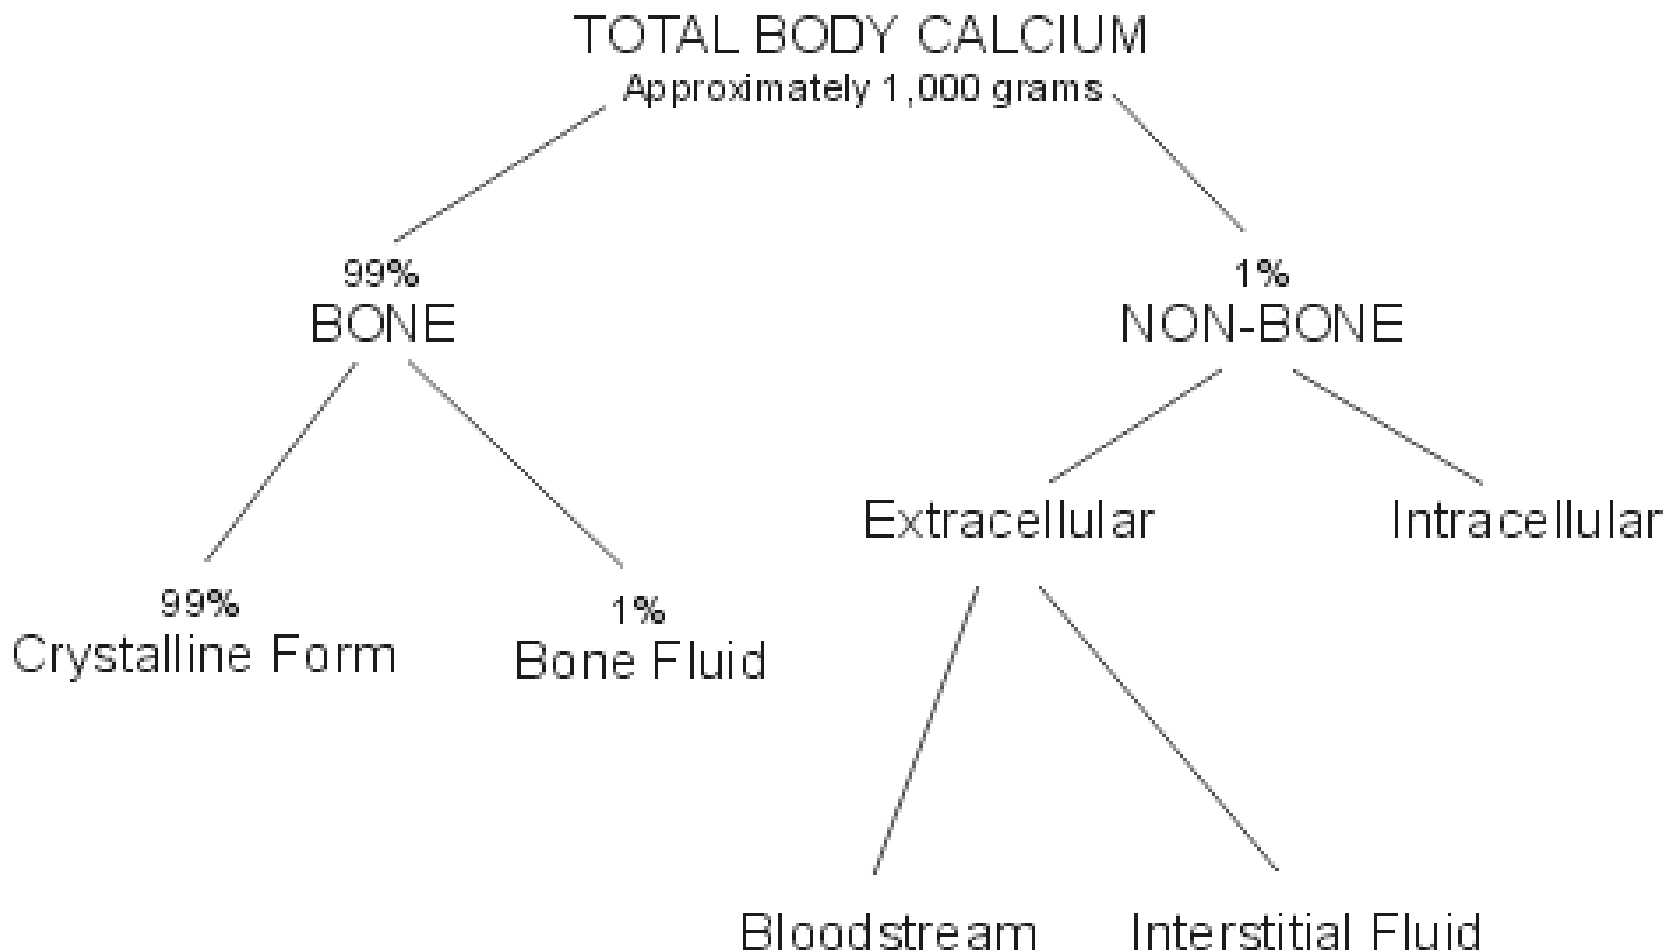 TOTAL BODY CALCIUM
Approximately 1,000 grams
99%
BONE
1%
NON-BONE
Extracellular
Intracellular
99%
Crystalline Form
1%
Bone Fluid
Bloodstream
Interstitial Fluid